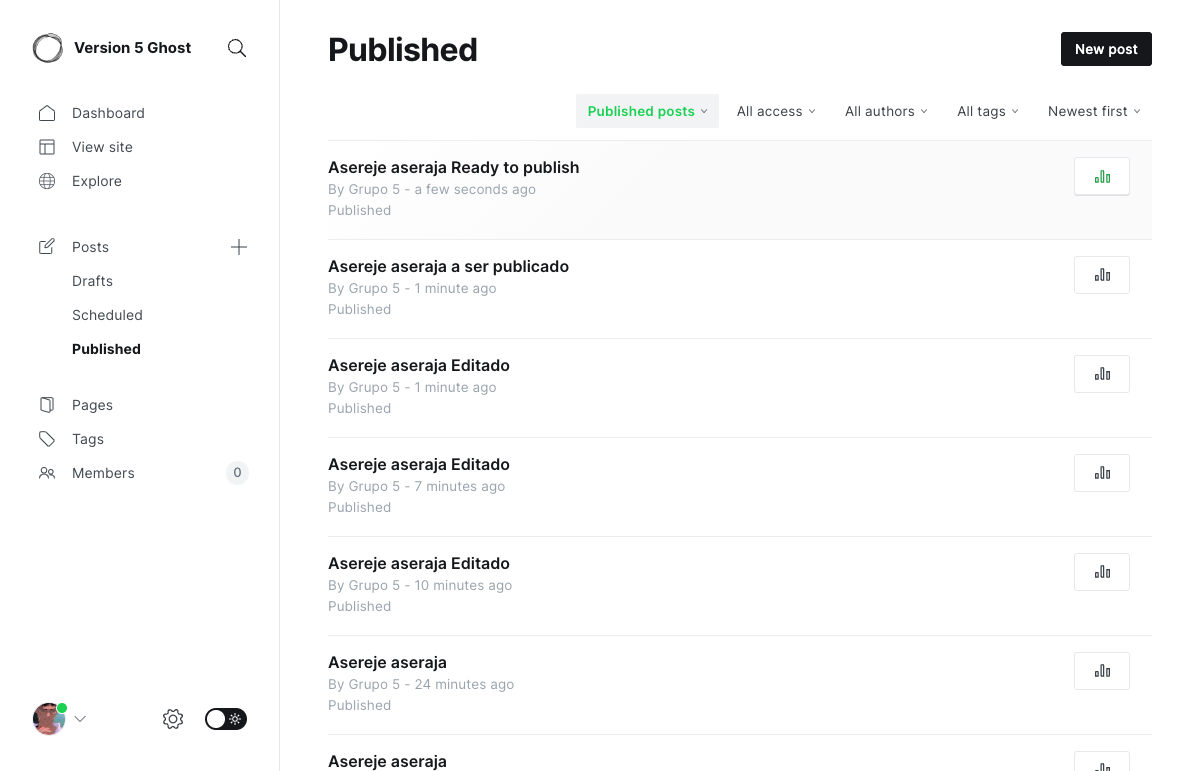 Version 5 Ghost
Dashboard
View site
Explore
Posts
Drafts
Scheduled
Published
Pages
Tags
Members 0
Published
New post
Published posts All access All authors All tags Newest first
Asereje aseraja Ready to publish
By Grupo 5 - a few seconds ago
Published
Asereje aseraja a ser publicado
By Grupo 5 - 1 minute ago
Published
Asereje aseraja Editado
By Grupo 5 - 1 minute ago
Published
Asereje aseraja Editado
By Grupo 5 - 7 minutes ago
Published
Asereje aseraja Editado
By Grupo 5 - 10 minutes ago
Published
Asereje aseraja
By Grupo 5 - 24 minutes ago
Published
Asereje aseraja